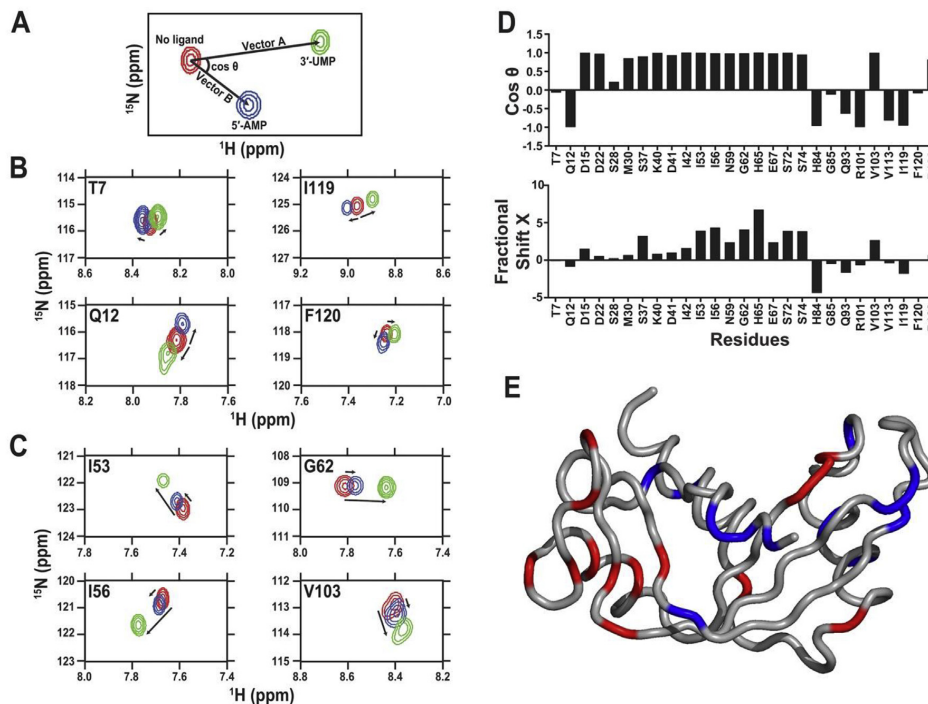 A
No ligand
Vector A
cos θ
Vector B
3'-UMP
5'-AMP
15N (ppm)
1H (ppm)
B
T7
114
115
116
117
8.6
8.4
8.2
8.0
I119
123
124
125
126
9.2
9.0
8.8
8.6
Q12
115
116
117
118
8.2
8.0
7.8
7.6
F120
117
118
119
120
7.6
7.4
7.2
7.0
15N (ppm)
1H (ppm)
C
I53
121
122
123
124
7.8
7.6
7.4
7.2
G62
108
109
110
111
8.0
7.8
7.6
7.4
I56
120
121
122
123
8.0
7.8
7.6
7.4
V103
112
113
114
115
8.8
8.6
8.4
8.2
15N (ppm)
1H (ppm)
D
Cos θ
1.0
0.5
0.0
-0.5
-1.0
T7 Q12 D15 D22 S28 M30 S37 K40 D41 I42 I53 I56 N59 G62 H65 E67 S72 S74 H84 G85 Q93 R101 V103 V113 I119 F120
Fractional
Shift X
10
5
0
-5
T7 Q12 D15 D22 S28 M30 S37 K40 D41 I42 I53 I56 N59 G62 H65 E67 S72 S74 H84 G85 Q93 R101 V103 V113 I119 F120
Residues
E